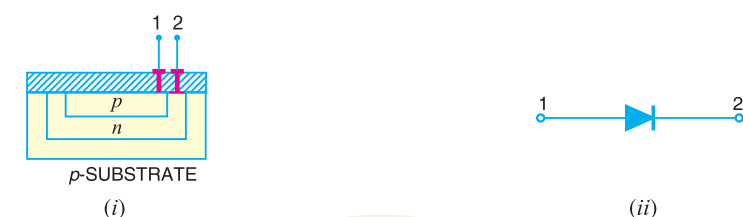 1 2
p
n
p-SUBSTRATE
(i)
1 2
(ii)